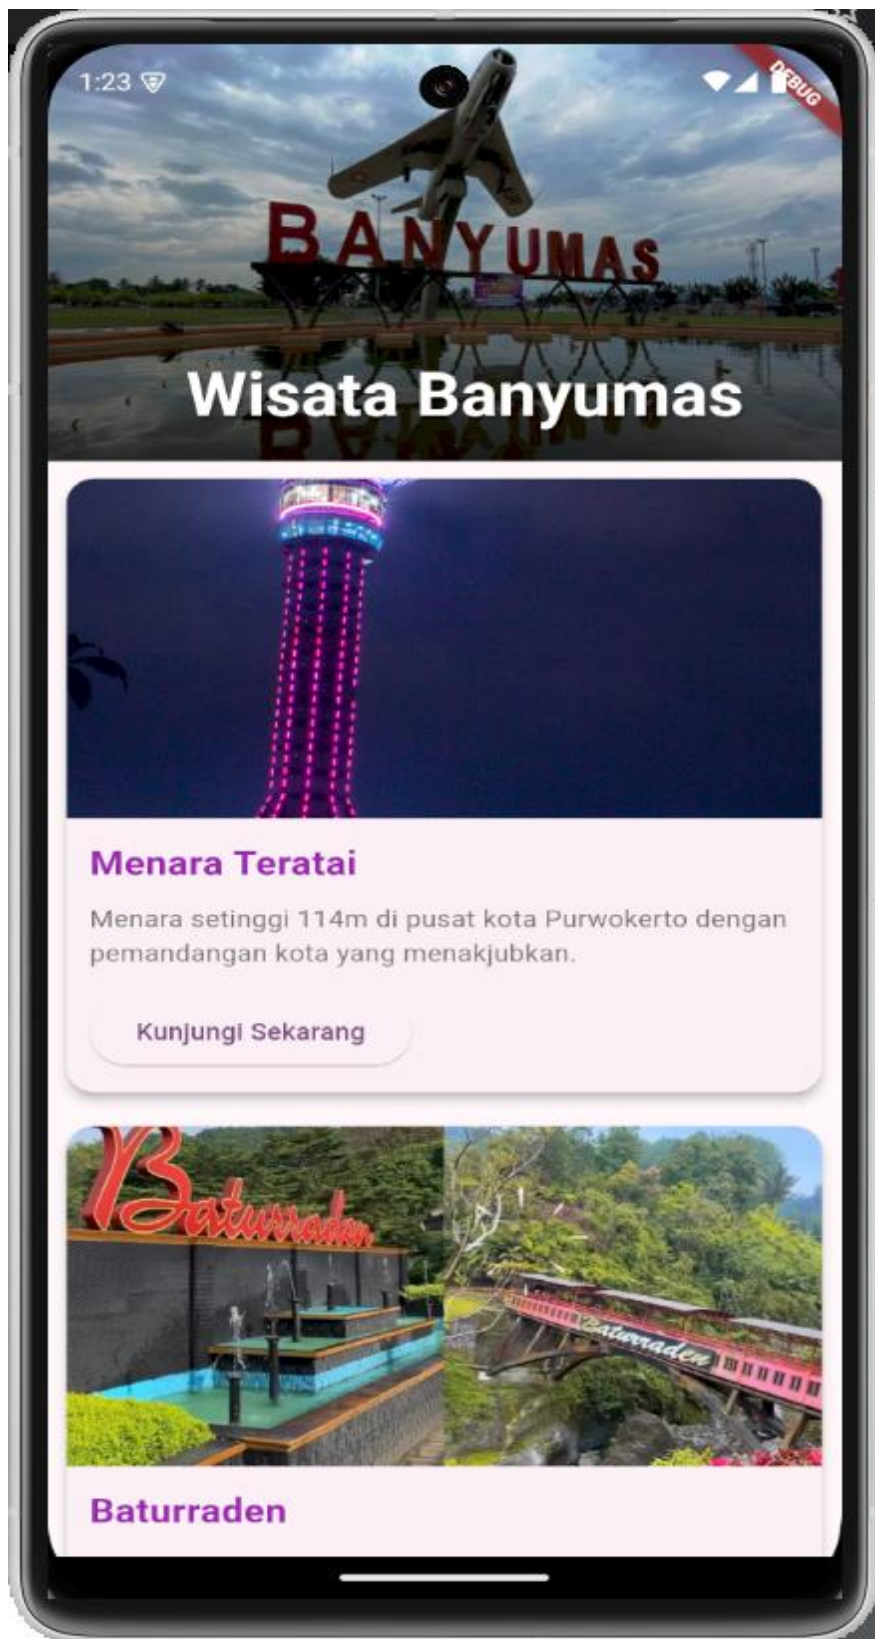 1:23
DEBUG
BANYUMAS
Wisata Banyumas
Menara Teratai
Menara setinggi 114m di pusat kota Purwokerto dengan
pemandangan kota yang menakjubkan.
Kunjungi Sekarang
Baturraden
Baturraden
Baturraden